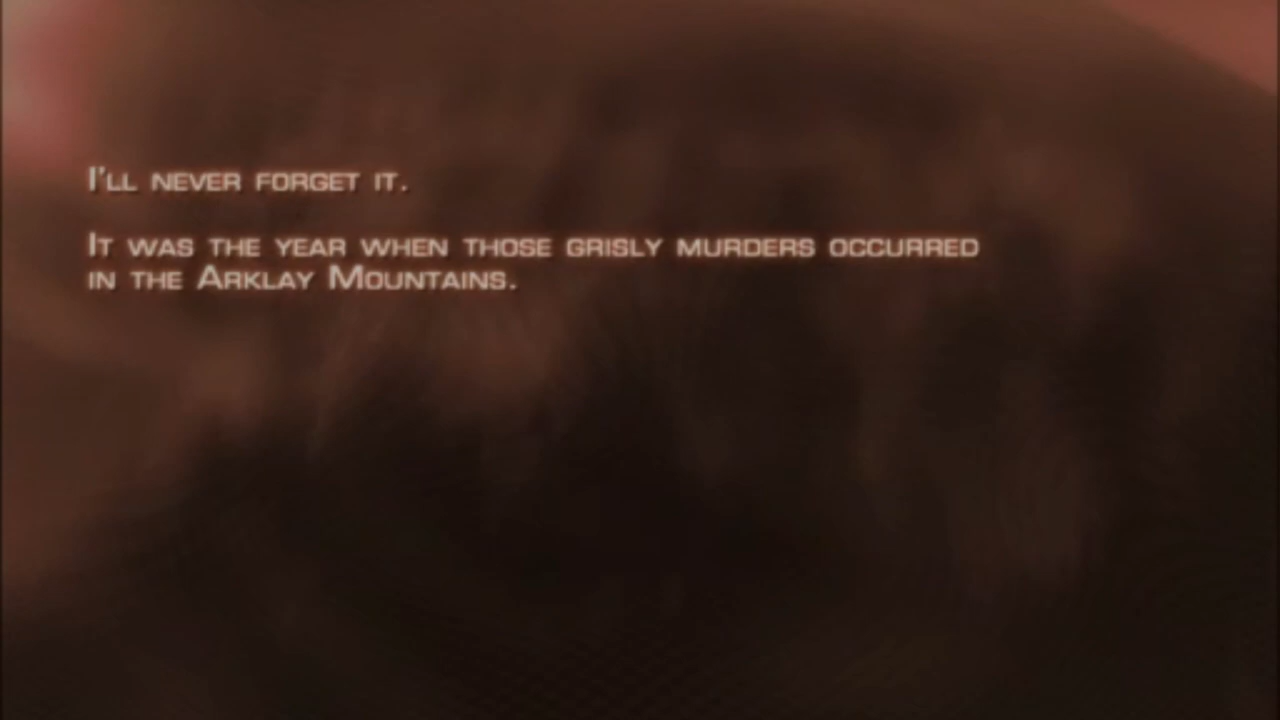 I'll never forget it.
It was the year when those grisly murders occurred
in the Arklay Mountains.